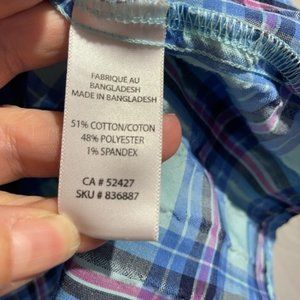 FABRIQUÉ AU
BANGLADESH
MADE IN BANGLADESH
51% COTTON/COTON
48% POLYESTER
1% SPANDEX
CA # 52427
SKU # 836887